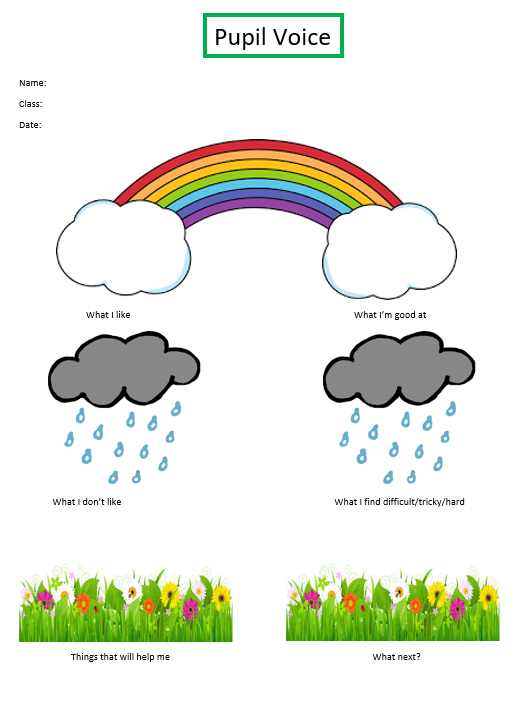 Pupil Voice
Name:
Class:
Date:
What I like
What I’m good at
What I don’t like
What I find difficult/tricky/hard
Things that will help me
What next?